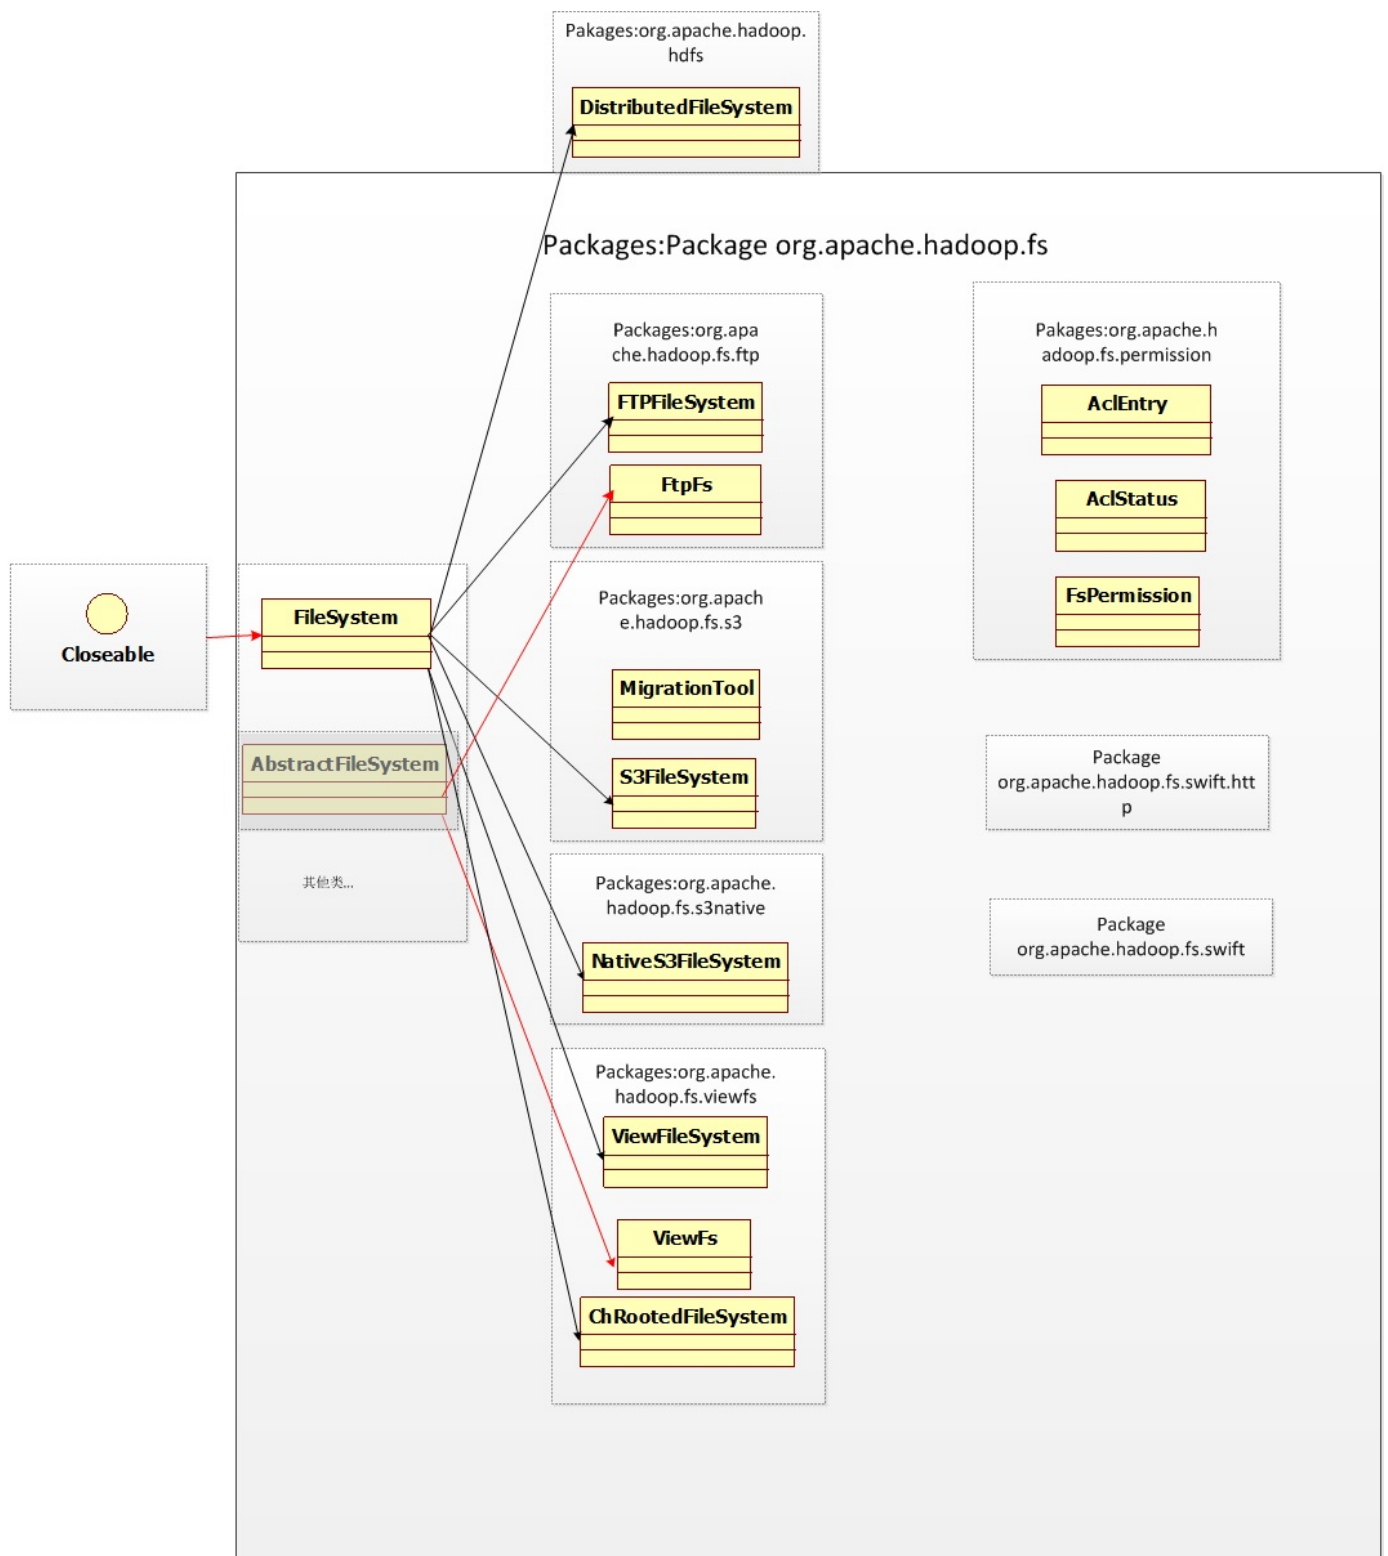 Pakages:org.apache.hadoop.
hdfs
DistributedFileSystem
Packages:Package org.apache.hadoop.fs
Packages:org.apa
che.hadoop.fs.ftp
FTPFileSystem
FtpFs
Pakages:org.apache.h
adoop.fs.permission
AclEntry
AclStatus
FsPermission
Closeable
FileSystem
AbstractFileSystem
其他类...
Packages:org.apach
e.hadoop.fs.s3
MigrationTool
S3FileSystem
Package
org.apache.hadoop.fs.swift.htt
p
Packages:org.apache.
hadoop.fs.s3native
NativeS3FileSystem
Package
org.apache.hadoop.fs.swift
Packages:org.apache.
hadoop.fs.viewfs
ViewFileSystem
ViewFs
ChRootedFileSystem